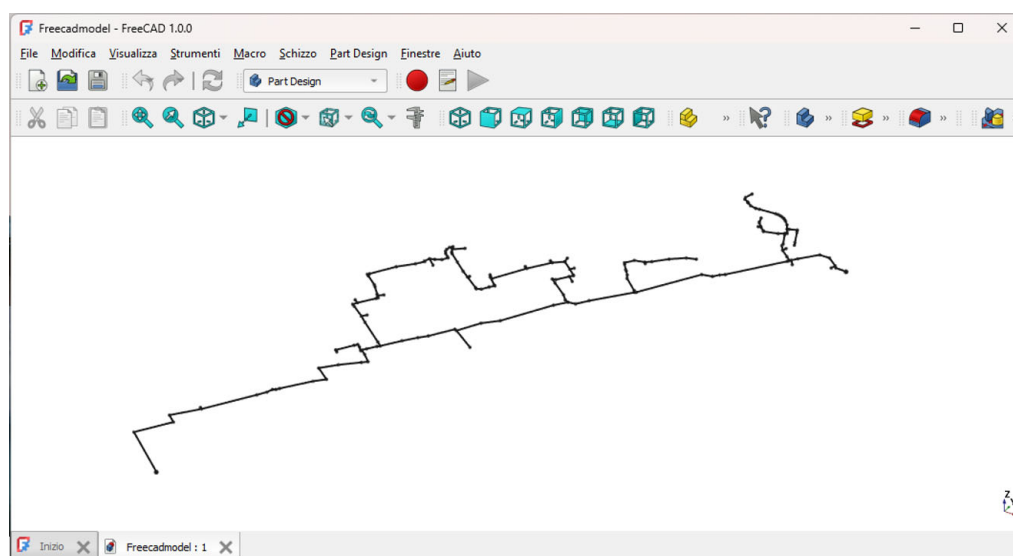 Freecadmodel - FreeCAD 1.0.0
File Modifica Visualizza Strumenti Macro Schizzo Part Design Finestre Aiuto
Part Design
» » » »
Z
Inizio Freecadmodel : 1